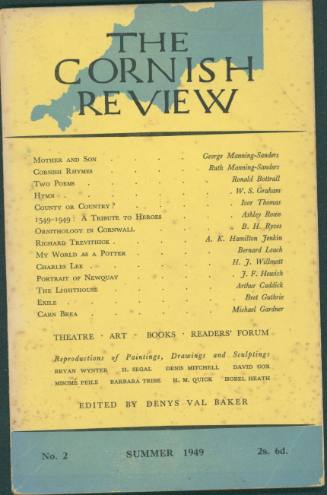 THE
CORNISH
REVIEW
MOTHER AND SON . . . . . George Manning-Sanders
CORNISH RHYMES . . . . . Ruth Manning-Sanders
TWO POEMS . . . . . . Ronald Bottrall
HYMN . . . . . . . W. S. Graham
COUNTY OR COUNTRY? . . . . . Ivor Thomas
1549-1949: A TRIBUTE TO HEROES . . . Ashley Rowe
ORNITHOLOGY IN CORNWALL . . . . B. H. Ryves
RICHARD TREVITHICK . . . . A. K. Hamilton Jenkin
MY WORLD AS A POTTER . . . . Bernard Leach
CHARLES LEE . . . . . . H. J. Willmott
PORTRAIT OF NEWQUAY . . . . J. F. Howish
THE LIGHTHOUSE . . . . . Arthur Caddick
EXILE . . . . . . . Bret Guthrie
CARN BREA . . . . . . Michael Gardner
THEATRE · ART · BOOKS · READERS' FORUM
Reproductions of Paintings, Drawings and Sculptings
BRYAN WYNTER H. SEGAL DENIS MITCHELL DAVID COX
MISOMÉ PEILE BARBARA TRIBE H. M. QUICK ISOBEL HEATH
EDITED BY DENYS VAL BAKER
No. 2 SUMMER 1949 2s. 6d.